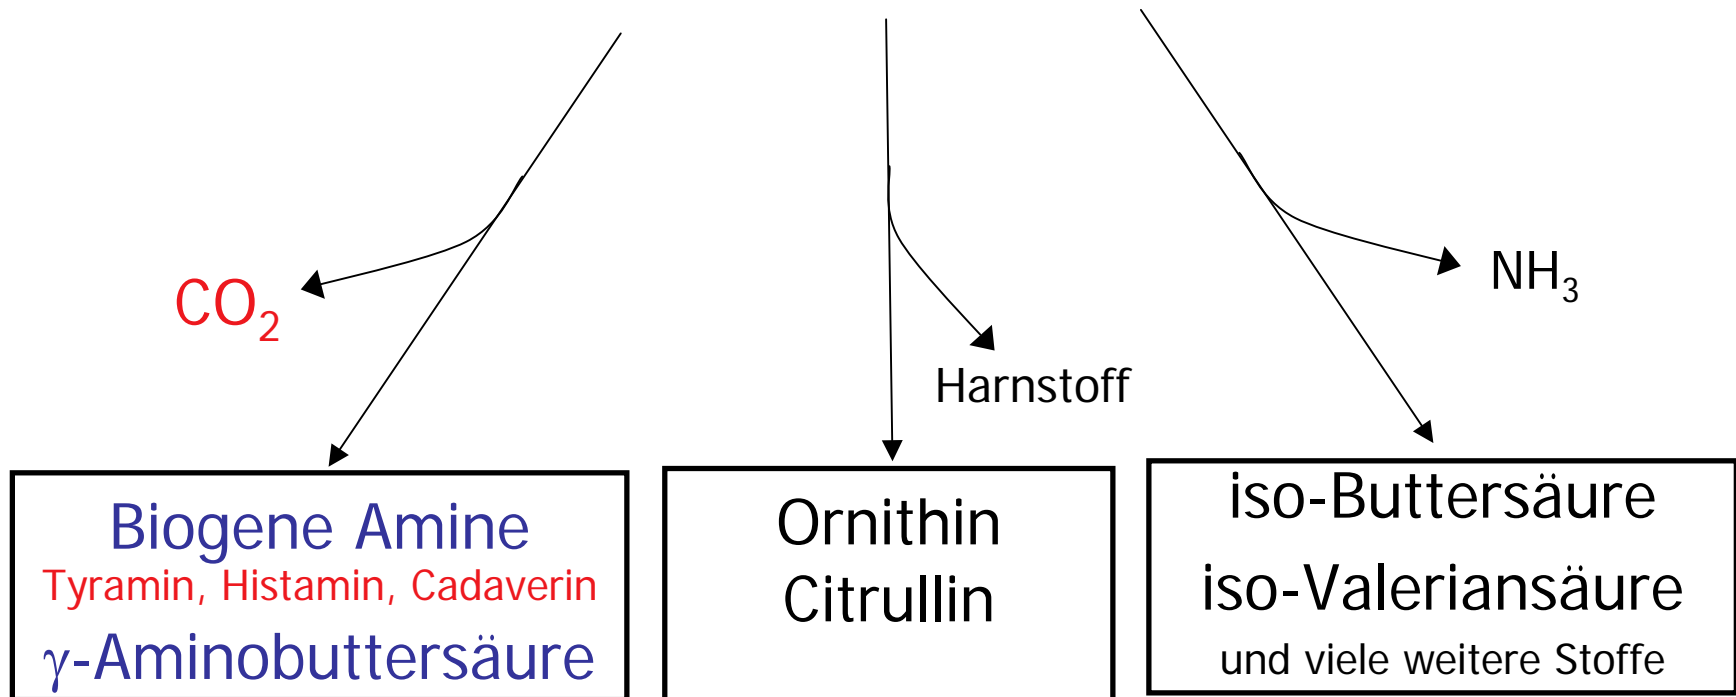 CO₂
Harnstoff
NH₃
Biogene Amine
Tyramin, Histamin, Cadaverin
γ-Aminobuttersäure
Ornithin
Citrullin
iso-Buttersäure
iso-Valeriansäure
und viele weitere Stoffe